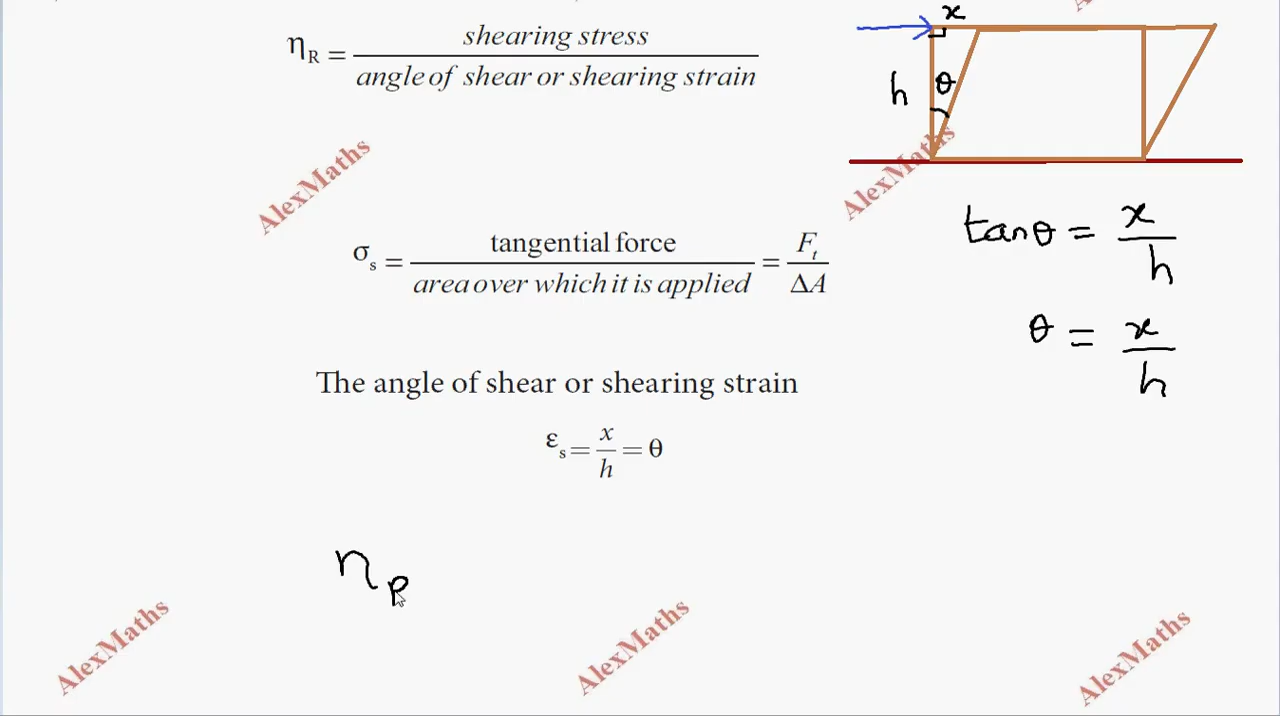 η_R = shearing stress / angle of shear or shearing strain
x
h
θ
AlexMaths
AlexMaths
tanθ = x / h
σ_s = tangential force / area over which it is applied = F_t / ΔA
θ = x / h
The angle of shear or shearing strain
ε_s = x / h = θ
η_R
AlexMaths
AlexMaths
AlexMaths